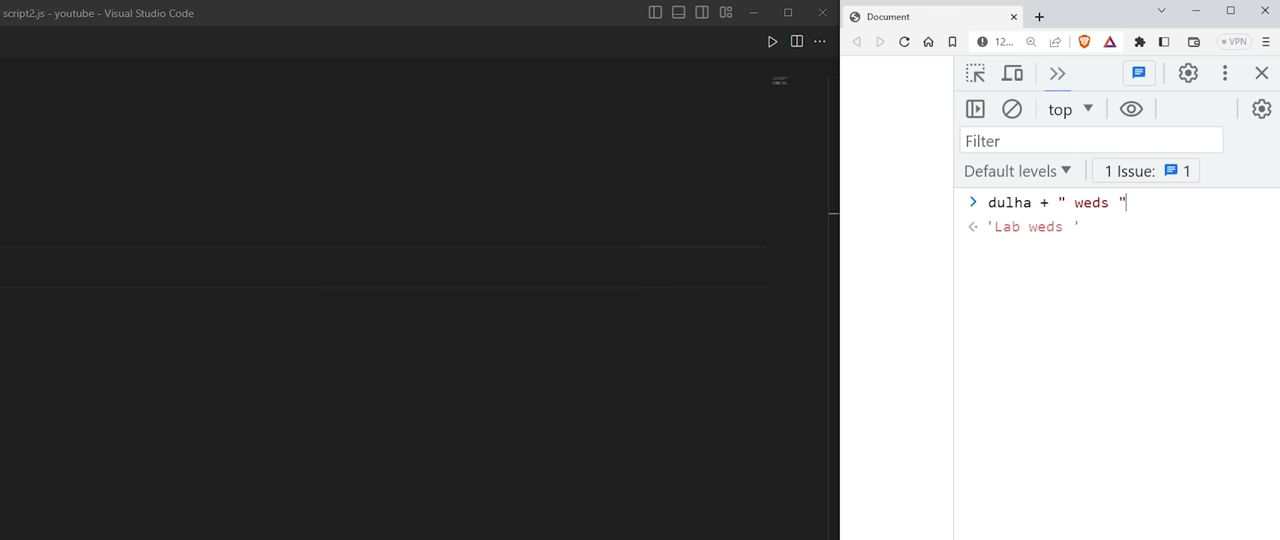 script2.js - youtube - Visual Studio Code
Document
12...
VPN
top
Filter
Default levels
1 Issue: 1
dulha + " weds "
'Lab weds '